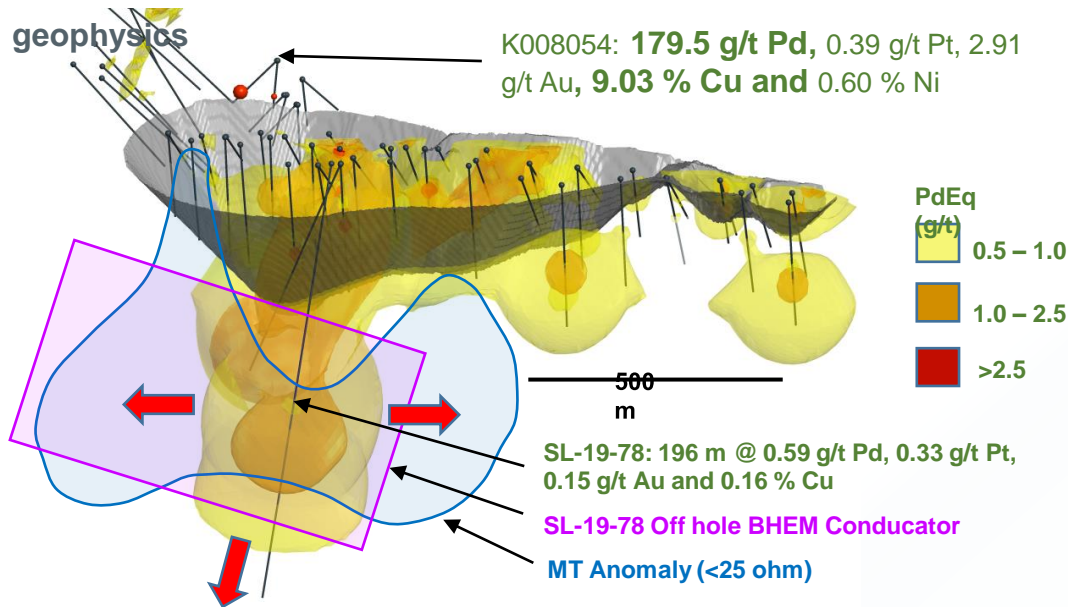 geophysics
K008054: 179.5 g/t Pd, 0.39 g/t Pt, 2.91
g/t Au, 9.03 % Cu and 0.60 % Ni
PdEq
(g/t)
0.5 – 1.0
1.0 – 2.5
>2.5
500
m
SL-19-78: 196 m @ 0.59 g/t Pd, 0.33 g/t Pt,
0.15 g/t Au and 0.16 % Cu
SL-19-78 Off hole BHEM Conducator
MT Anomaly (<25 ohm)